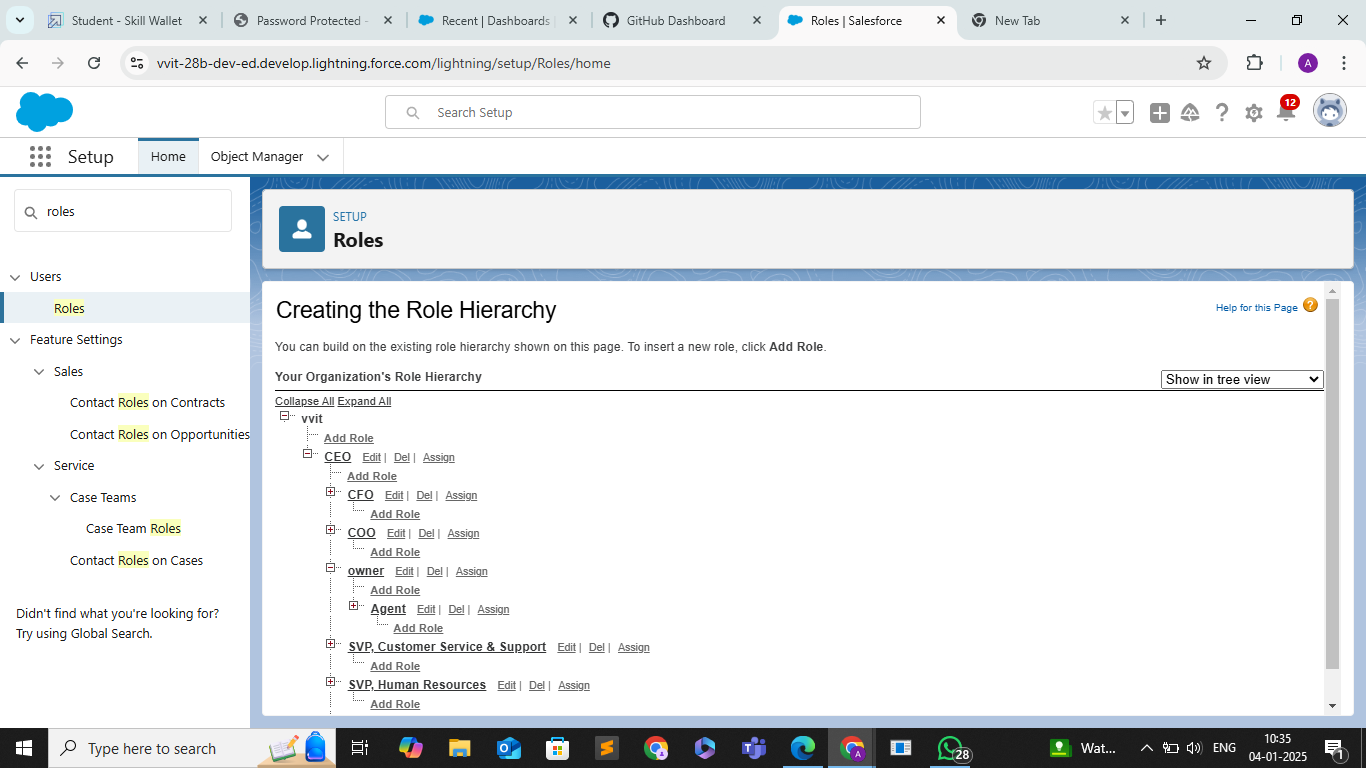 Student - Skill Wallet
Password Protected -
Recent | Dashboards
GitHub Dashboard
Roles | Salesforce
New Tab
vvit-28b-dev-ed.develop.lightning.force.com/lightning/setup/Roles/home
A
Search Setup
12
Setup
Home
Object Manager
roles
Users
Roles
Feature Settings
Sales
Contact Roles on Contracts
Contact Roles on Opportunities
Service
Case Teams
Case Team Roles
Contact Roles on Cases
Didn't find what you're looking for?
Try using Global Search.
SETUP
Roles
Creating the Role Hierarchy
Help for this Page
You can build on the existing role hierarchy shown on this page. To insert a new role, click Add Role.
Your Organization's Role Hierarchy
Show in tree view
Collapse All Expand All
vvit
Add Role
CEO Edit | Del | Assign
Add Role
CFO Edit | Del | Assign
Add Role
COO Edit | Del | Assign
Add Role
owner Edit | Del | Assign
Add Role
Agent Edit | Del | Assign
Add Role
SVP, Customer Service & Support Edit | Del | Assign
Add Role
SVP, Human Resources Edit | Del | Assign
Add Role
Type here to search
A
28
Wat...
ENG
10:35
04-01-2025
1